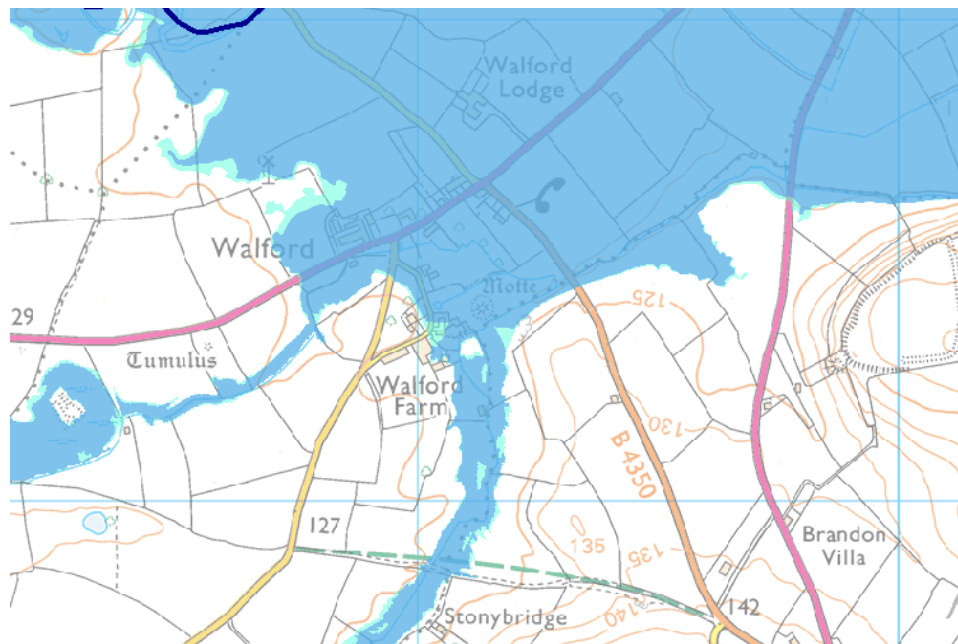 Walford
Lodge
Walford
Motte
125
29
Tumulus
Walford
Farm
130
B 4350
127
135
135
Brandon
Villa
140
142
Stonybridge